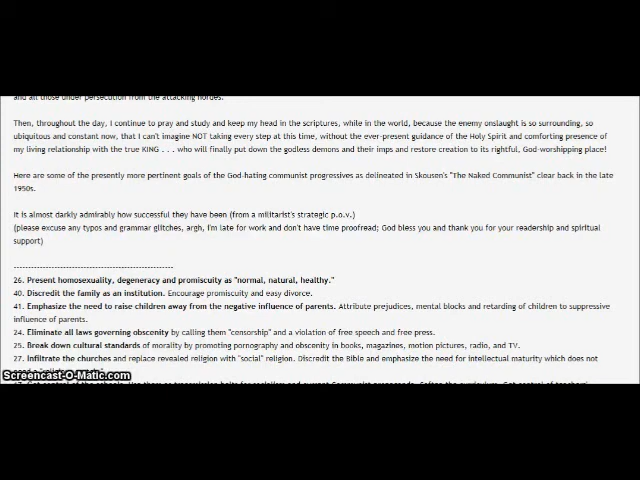 and all those under persecution from the attacking hordes.
Then, throughout the day, I continue to pray and study and keep my head in the scriptures, while in the world, because the enemy onslaught is so surrounding, so
ubiquitous and constant now, that I can't imagine NOT taking every step at this time, without the ever-present guidance of the Holy Spirit and comforting presence of
my living relationship with the true KING . . . who will finally put down the godless demons and their imps and restore creation to its rightful, God-worshipping place!
Here are some of the presently more pertinent goals of the God-hating communist progressives as delineated in Skousen's "The Naked Communist" clear back in the late
1950s.
It is almost darkly admirably how successful they have been (from a militarist's strategic p.o.v.)
(please excuse any typos and grammar glitches, argh, I'm late for work and don't have time proofread; God bless you and thank you for your readership and spiritual
support)
--------------------------------------------------------
26. Present homosexuality, degeneracy and promiscuity as "normal, natural, healthy."
40. Discredit the family as an institution. Encourage promiscuity and easy divorce.
41. Emphasize the need to raise children away from the negative influence of parents. Attribute prejudices, mental blocks and retarding of children to suppressive
influence of parents.
24. Eliminate all laws governing obscenity by calling them "censorship" and a violation of free speech and free press.
25. Break down cultural standards of morality by promoting pornography and obscenity in books, magazines, motion pictures, radio, and TV.
27. Infiltrate the churches and replace revealed religion with "social" religion. Discredit the Bible and emphasize the need for intellectual maturity which does not
Screencast-O-Matic.com